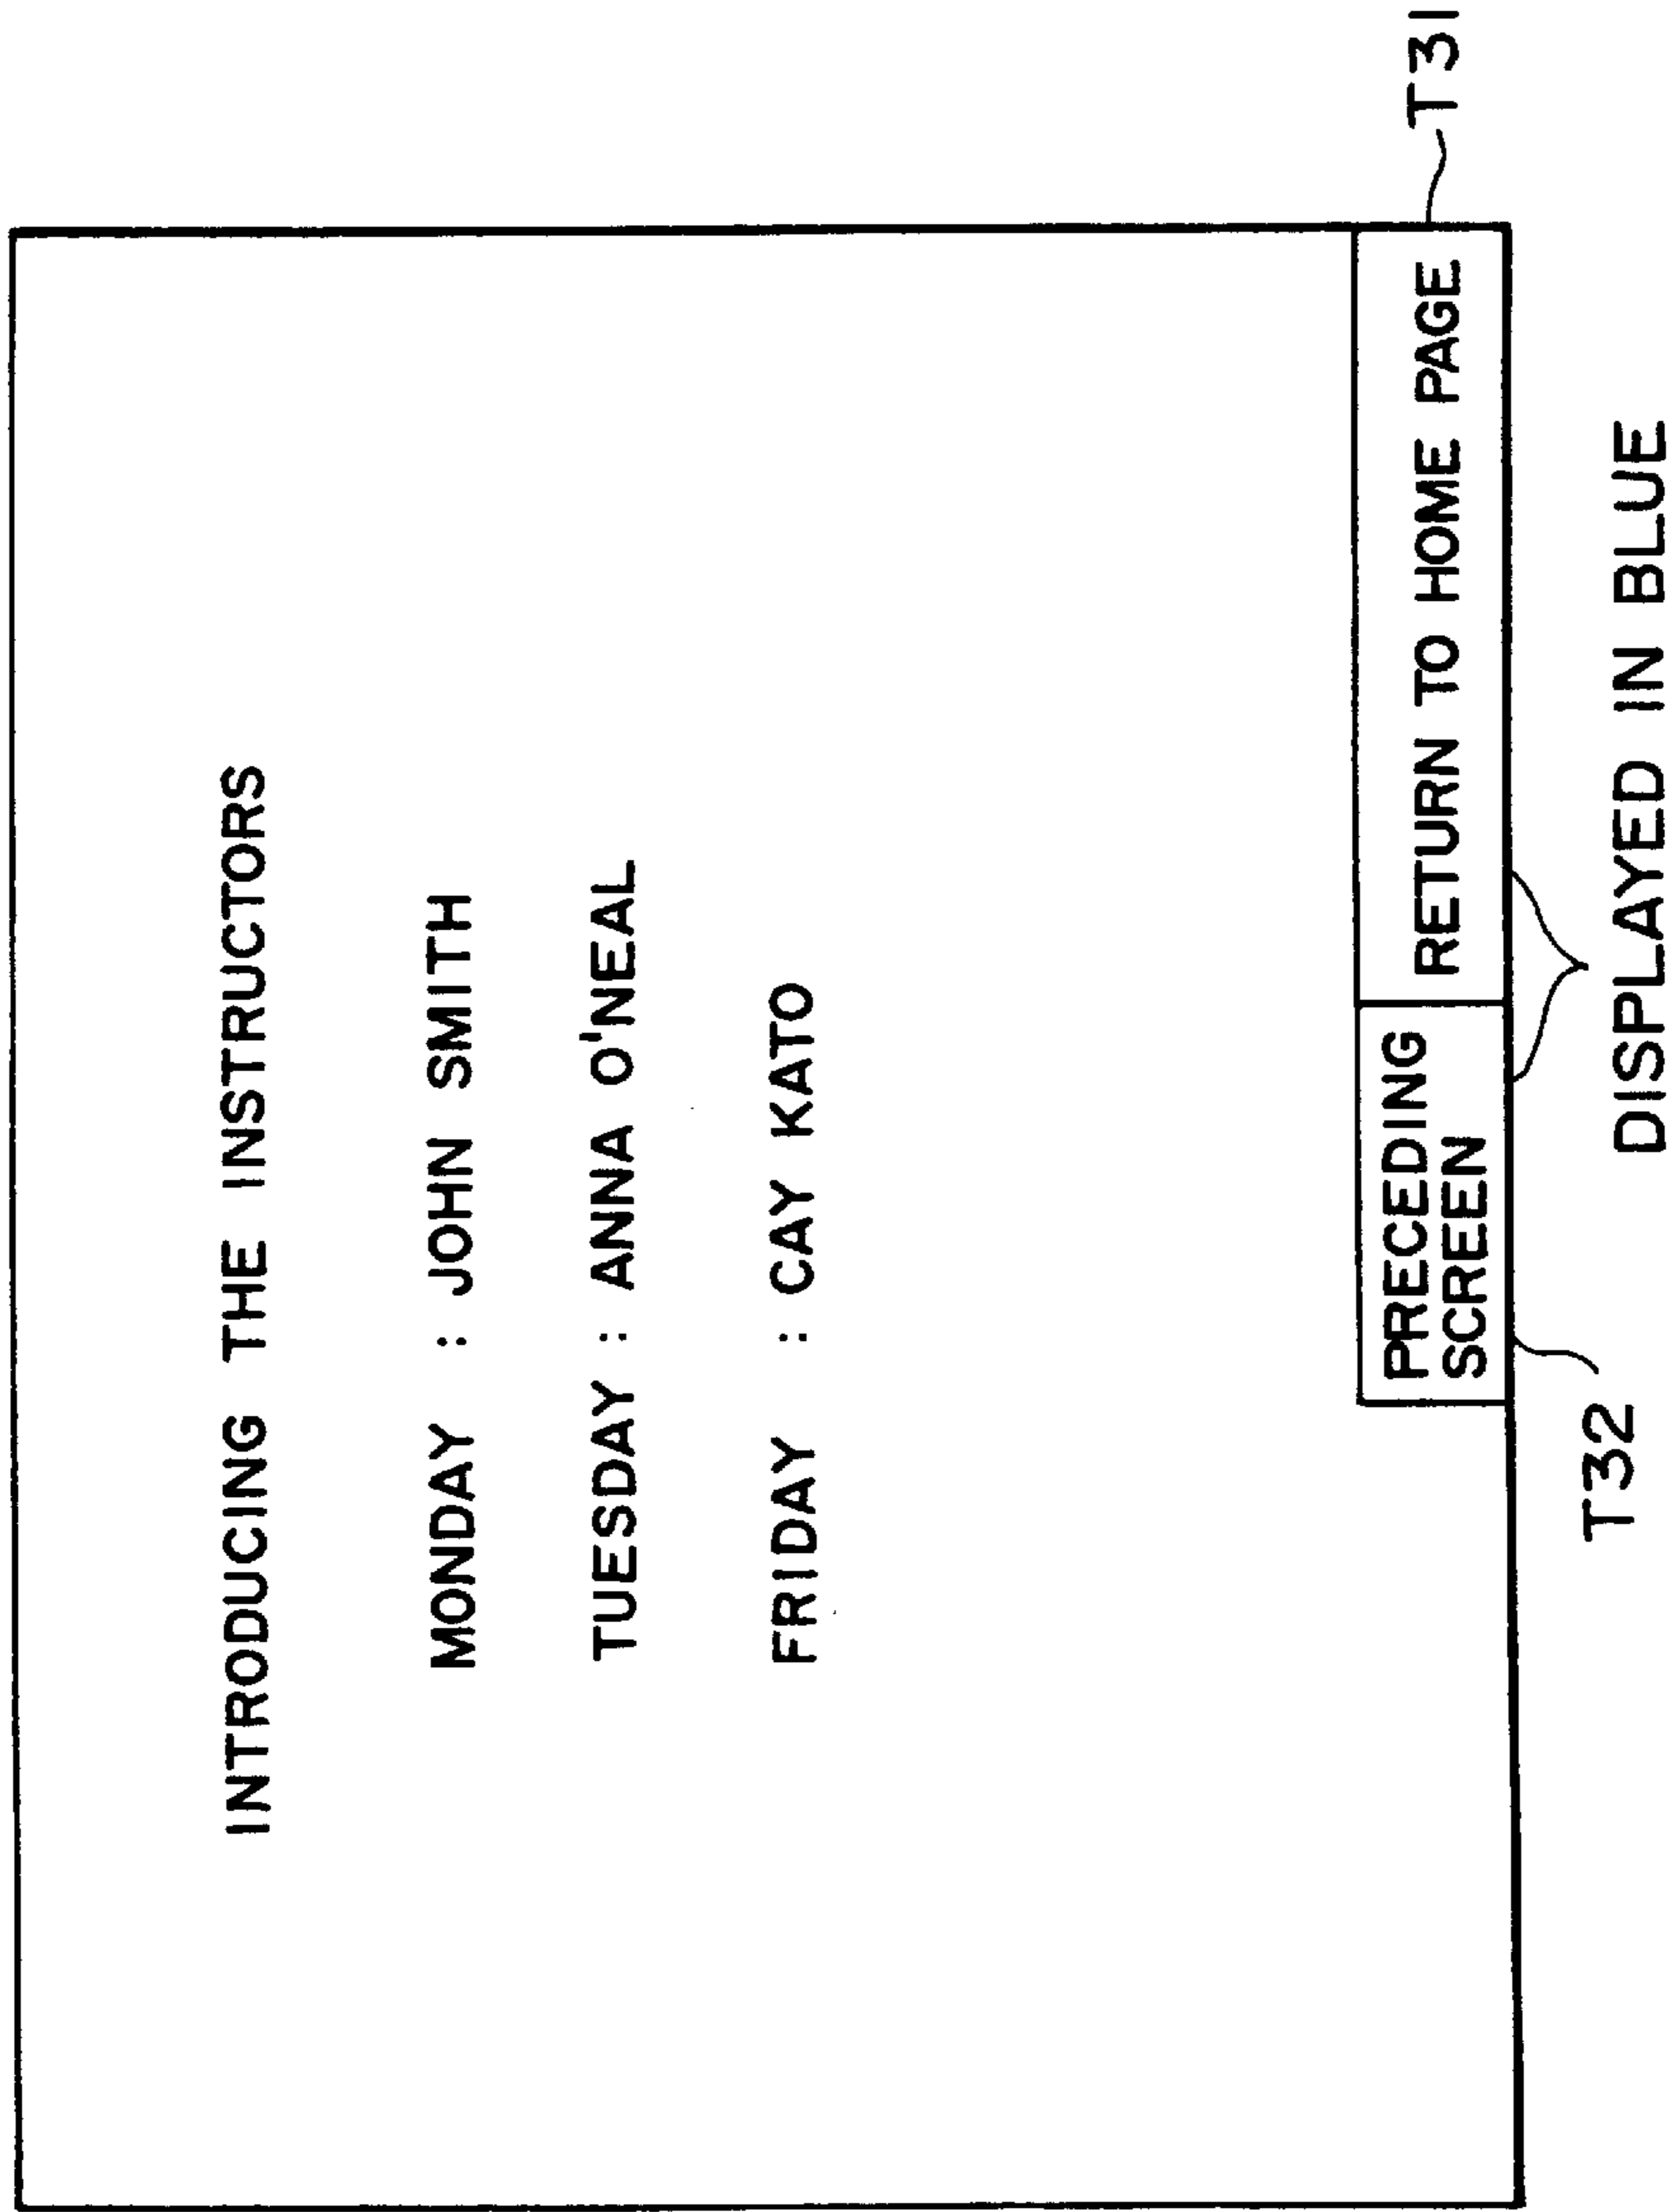 INTRODUCING THE INSTRUCTORS
MONDAY : JOHN SMITH
TUESDAY : ANNA O'NEAL
FRIDAY : CAY KATO
PRECEDING
SCREEN
RETURN TO HOME PAGE
T31
T32
DISPLAYED IN BLUE